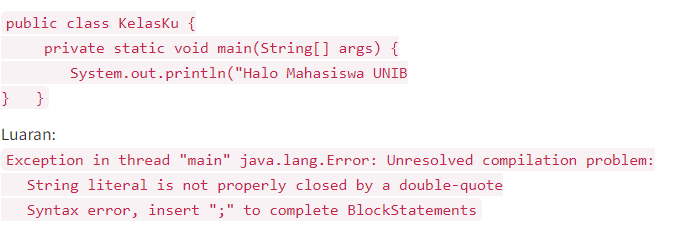 public class KelasKu {
private static void main(String[] args) {
System.out.println("Halo Mahasiswa UNIB
} }
Luaran:
Exception in thread "main" java.lang.Error: Unresolved compilation problem:
String literal is not properly closed by a double-quote
Syntax error, insert ";" to complete BlockStatements